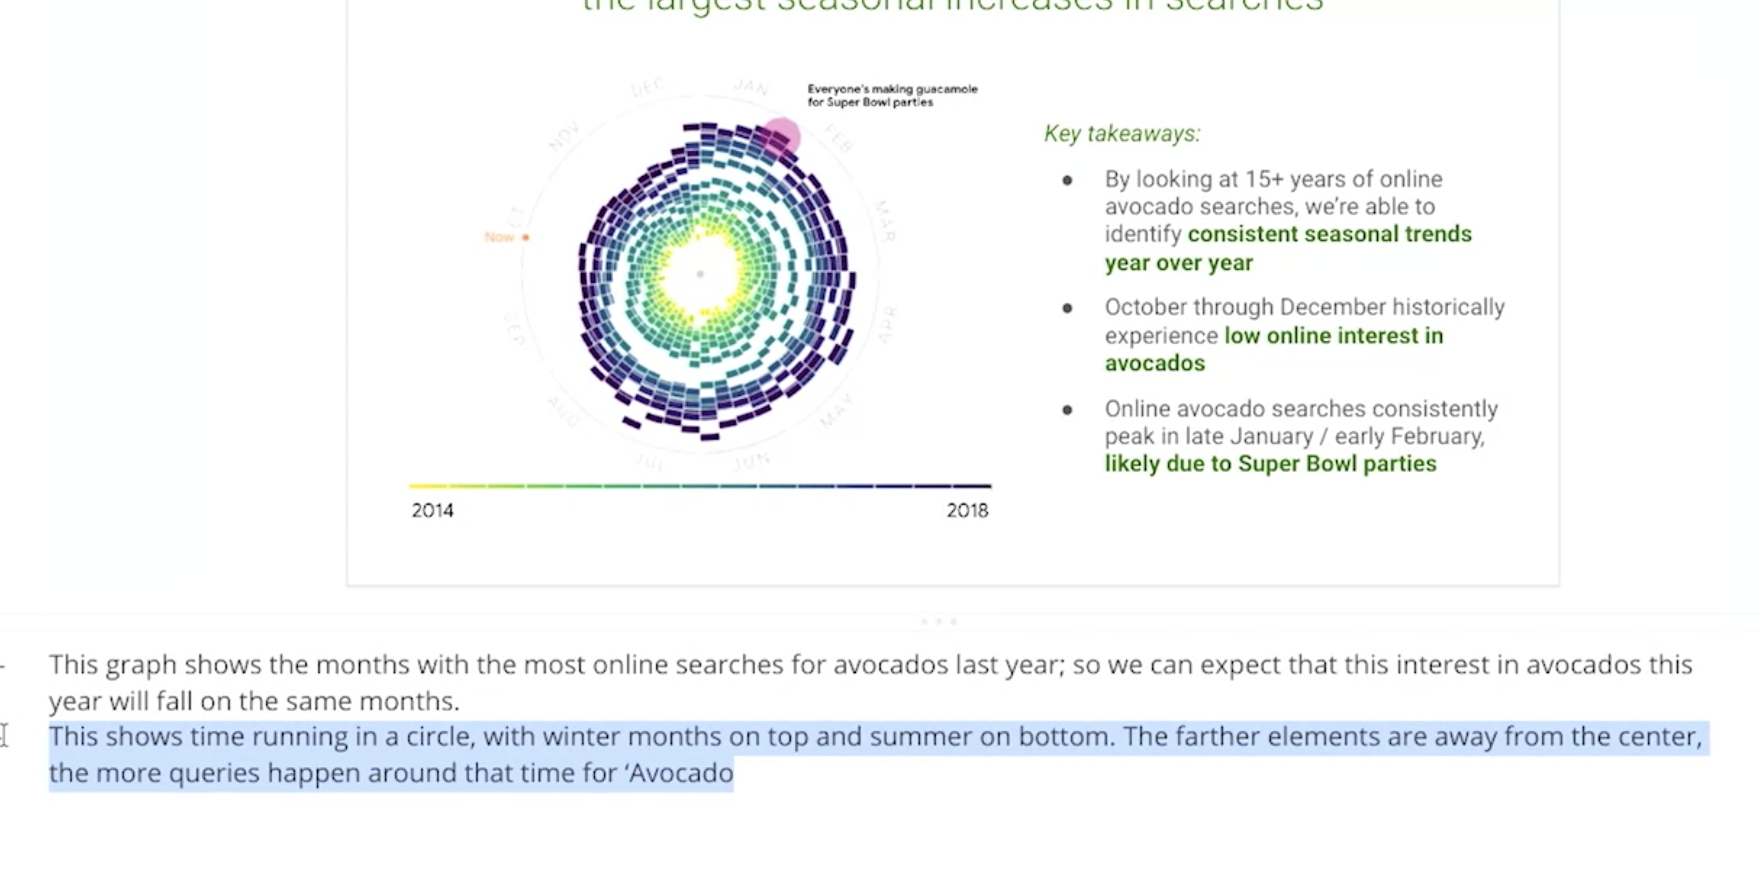 the largest seasonal increases in searches
DEC
JAN
Everyone's making guacamole
for Super Bowl parties
NOV
FEB
Key takeaways:
By looking at 15+ years of online
avocado searches, we're able to
identify consistent seasonal trends
year over year
OCT
MAR
Now
October through December historically
experience low online interest in
avocados
SEP
APR
Online avocado searches consistently
peak in late January / early February,
likely due to Super Bowl parties
AUG
MAY
JUL
JUN
2014
2018
This graph shows the months with the most online searches for avocados last year; so we can expect that this interest in avocados this
year will fall on the same months.
This shows time running in a circle, with winter months on top and summer on bottom. The farther elements are away from the center,
the more queries happen around that time for ‘Avocado